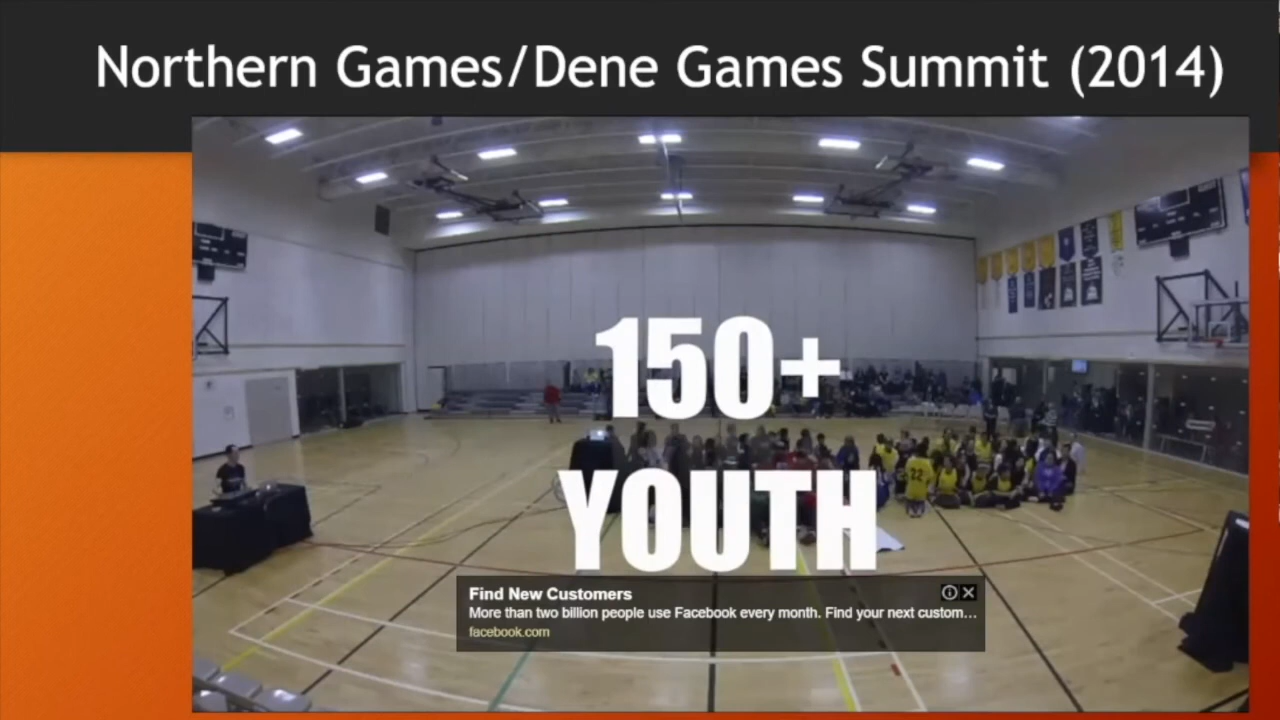 Northern Games/Dene Games Summit (2014)
150+
YOUTH
22
Find New Customers
More than two billion people use Facebook every month. Find your next custom...
facebook.com